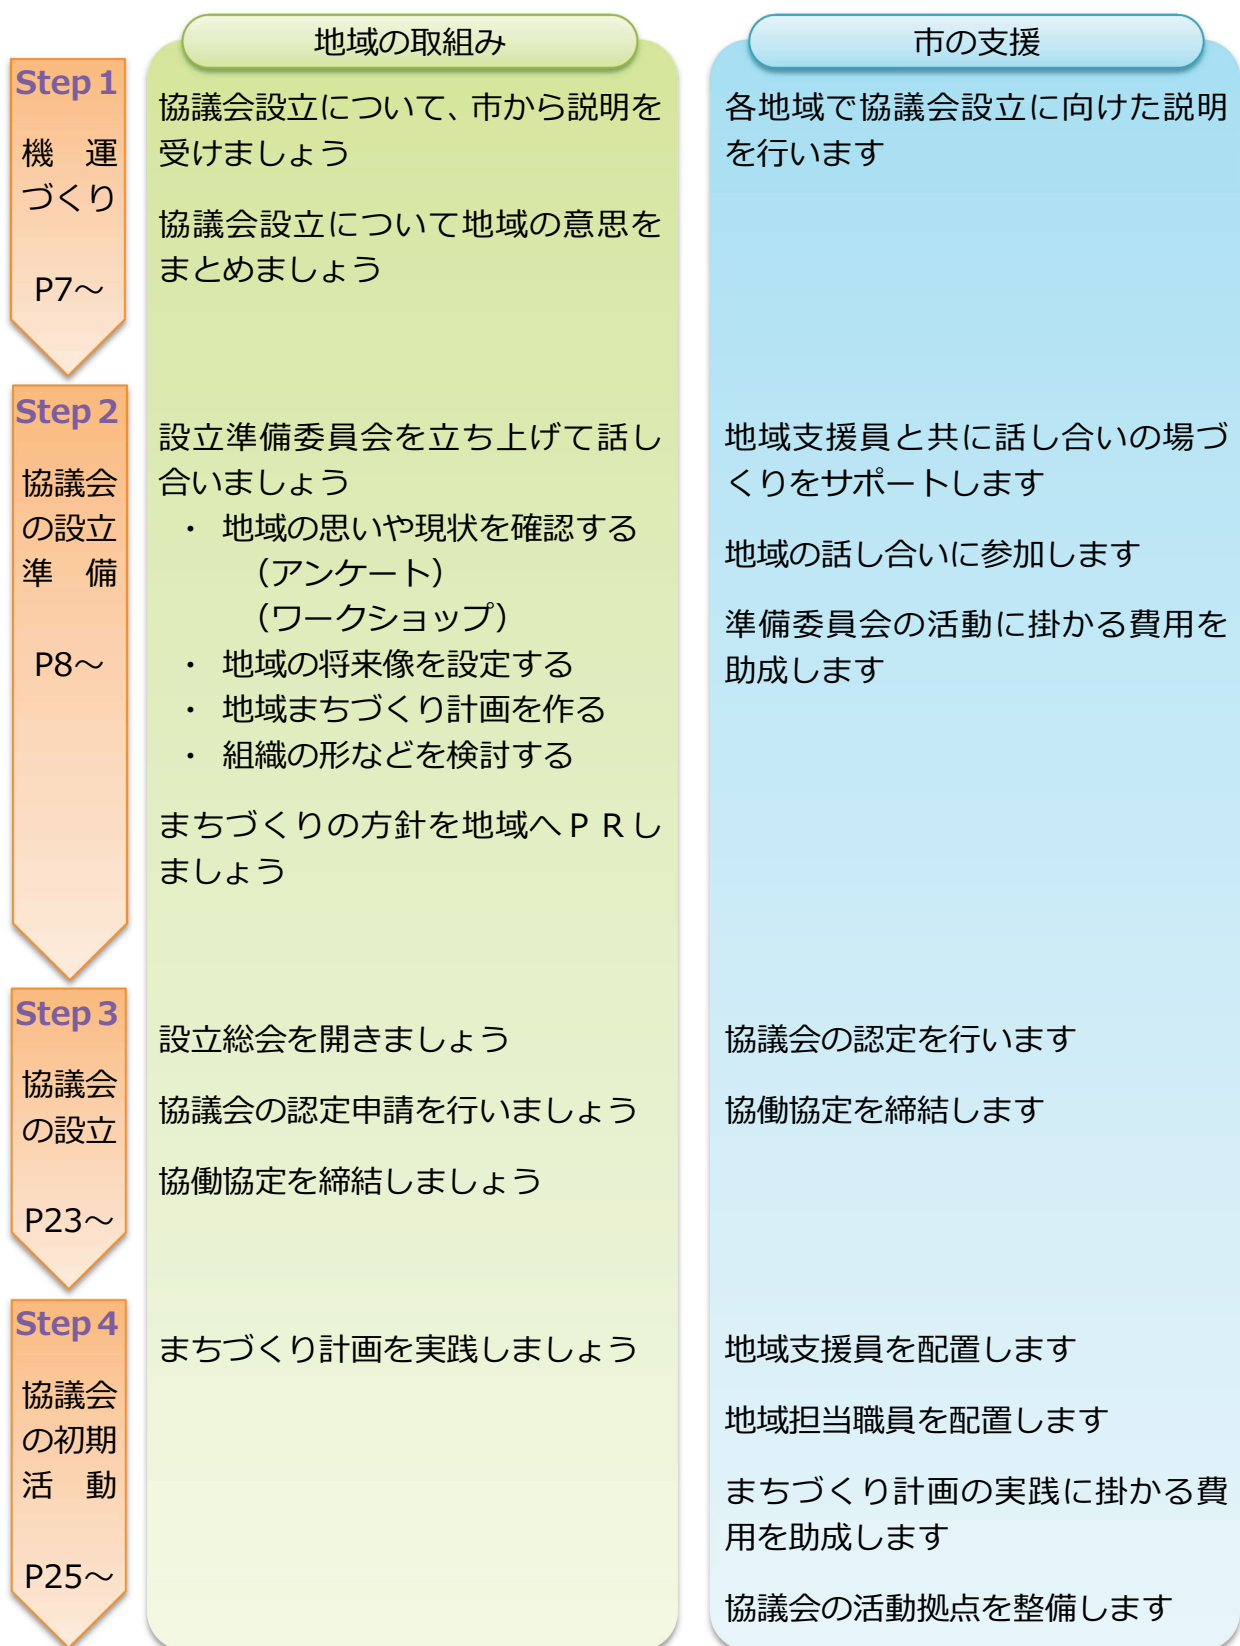 地域の取組み
市の支援
Step 1
機　運
づくり
P7～
協議会設立について、市から説明を
受けましょう
協議会設立について地域の意思を
まとめましょう
各地域で協議会設立に向けた説明
を行います
Step 2
協議会
の設立
準　備
P8～
設立準備委員会を立ち上げて話し
合いましょう
・ 地域の思いや現状を確認する
（アンケート）
（ワークショップ）
・ 地域の将来像を設定する
・ 地域まちづくり計画を作る
・ 組織の形などを検討する
まちづくりの方針を地域へＰＲし
ましょう
地域支援員と共に話し合いの場づ
くりをサポートします
地域の話し合いに参加します
準備委員会の活動に掛かる費用を
助成します
Step 3
協議会
の設立
P23～
設立総会を開きましょう
協議会の認定申請を行いましょう
協働協定を締結しましょう
協議会の認定を行います
協働協定を締結します
Step 4
協議会
の初期
活　動
P25～
まちづくり計画を実践しましょう
地域支援員を配置します
地域担当職員を配置します
まちづくり計画の実践に掛かる費
用を助成します
協議会の活動拠点を整備します